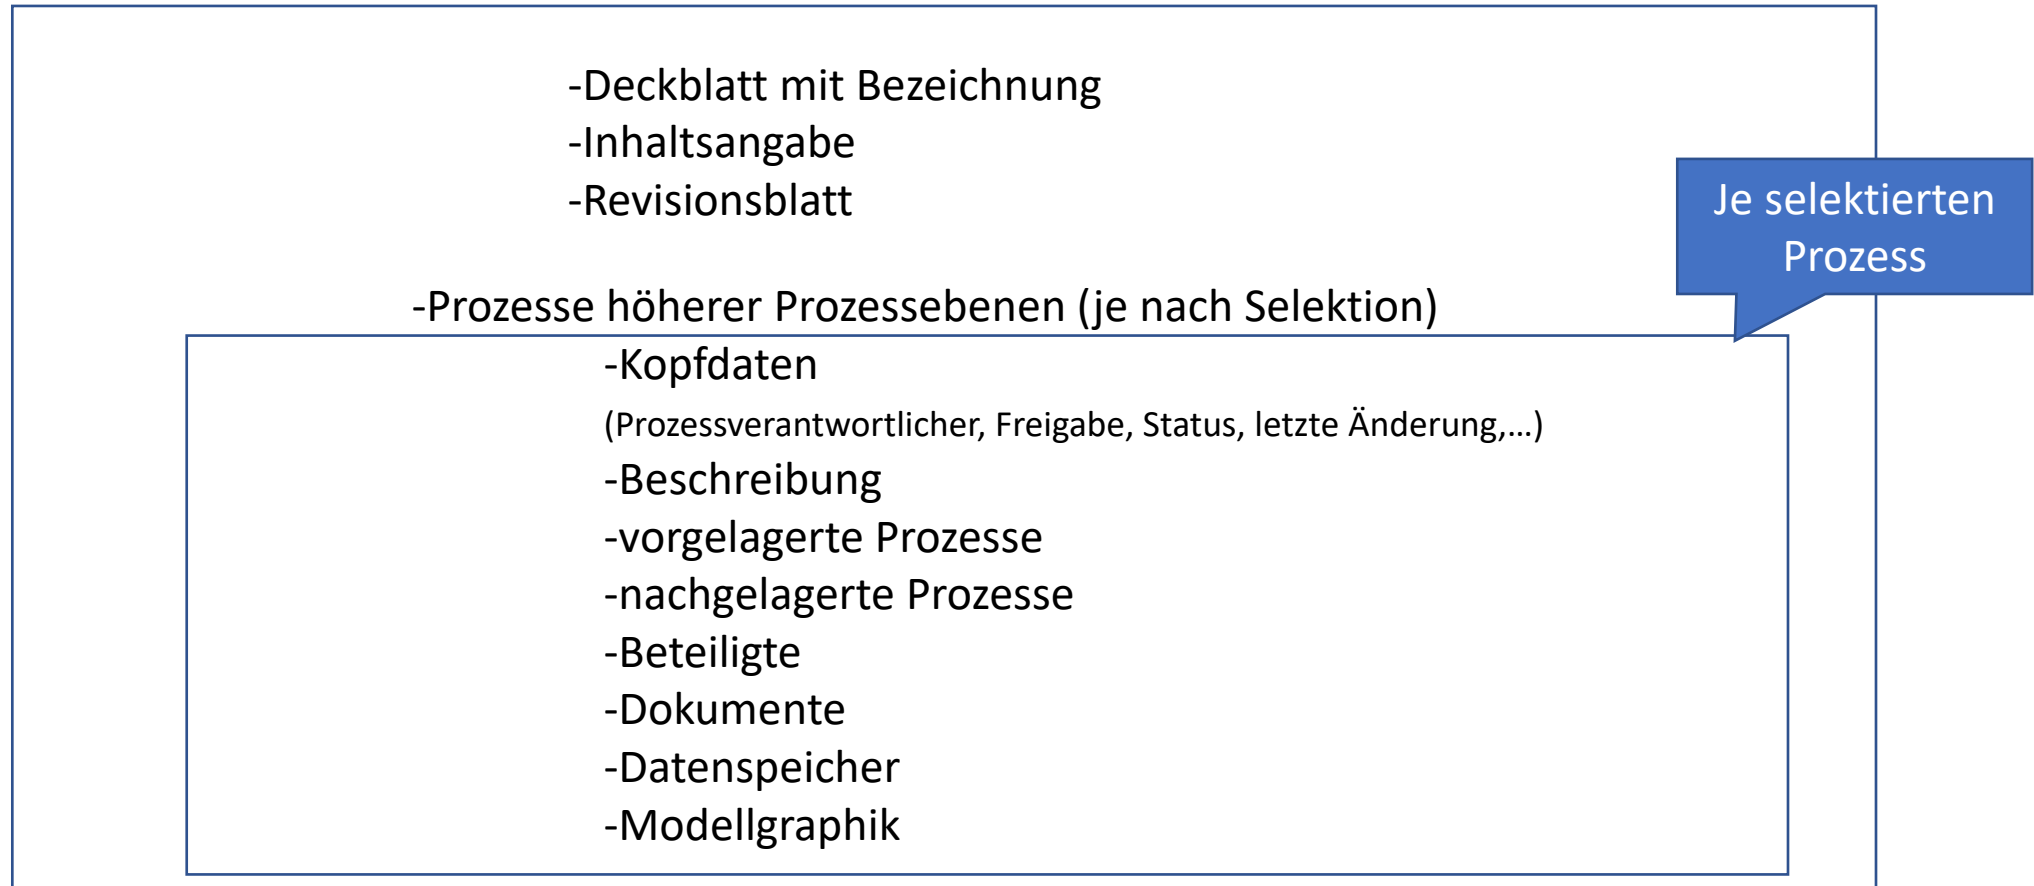 -Deckblatt mit Bezeichnung
-Inhaltsangabe
-Revisionsblatt
Je selektierten
Prozess
-Prozesse höherer Prozessebenen (je nach Selektion)
-Kopfdaten
(Prozessverantwortlicher, Freigabe, Status, letzte Änderung,…)
-Beschreibung
-vorgelagerte Prozesse
-nachgelagerte Prozesse
-Beteiligte
-Dokumente
-Datenspeicher
-Modellgraphik